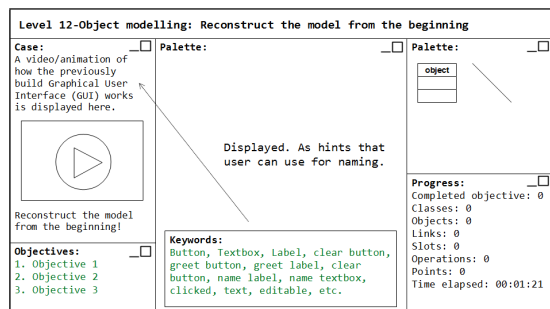 Level 12-Object modelling: Reconstruct the model from the beginning
Case:
A video/animation of
how the previously
build Graphical User
Interface (GUI) works
is displayed here.
Reconstruct the model
from the beginning!
Objectives:
1. Objective 1
2. Objective 2
3. Objective 3
Palette:
Displayed. As hints that
user can use for naming.
Keywords:
Button, Textbox, Label, clear button,
greet button, greet label, clear
button, name label, name textbox,
clicked, text, editable, etc.
Palette:
object
Progress:
Completed objective: 0
Classes: 0
Objects: 0
Links: 0
Slots: 0
Operations: 0
Points: 0
Time elapsed: 00:01:21